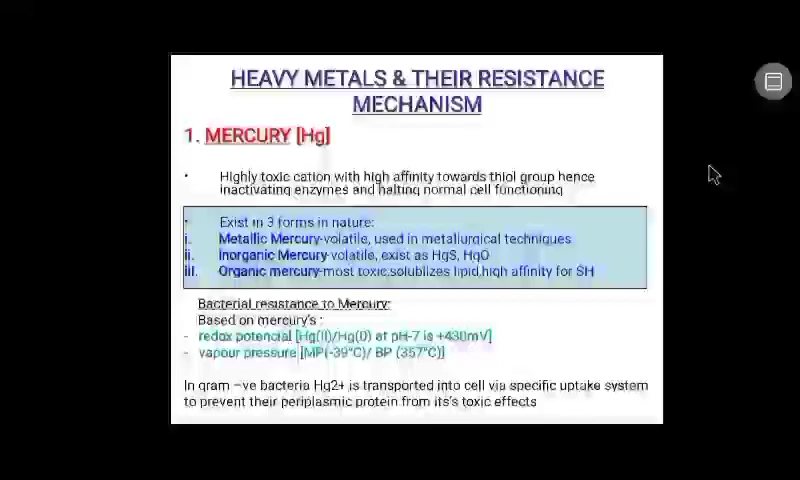 HEAVY METALS & THEIR RESISTANCE
MECHANISM
1. MERCURY [Hg]
• Highly toxic cation with high affinity towards thiol group hence
inactivating enzymes and halting normal cell functioning
• Exist in 3 forms in nature:
i. Metallic Mercury-volatile, used in metallurgical techniques
ii. Inorganic Mercury-volatile, exist as HgS, HgO
iii. Organic mercury-most toxic,solublizes lipid,high affinity for SH
Bacterial resistance to Mercury:
Based on mercury's :
- redox potencial [Hg(II)/Hg(0) at pH-7 is +430mV]
- vapour pressure [MP(-39°C)/ BP (357°C)]
In gram –ve bacteria Hg2+ is transported into cell via specific uptake system
to prevent their periplasmic protein from its's toxic effects